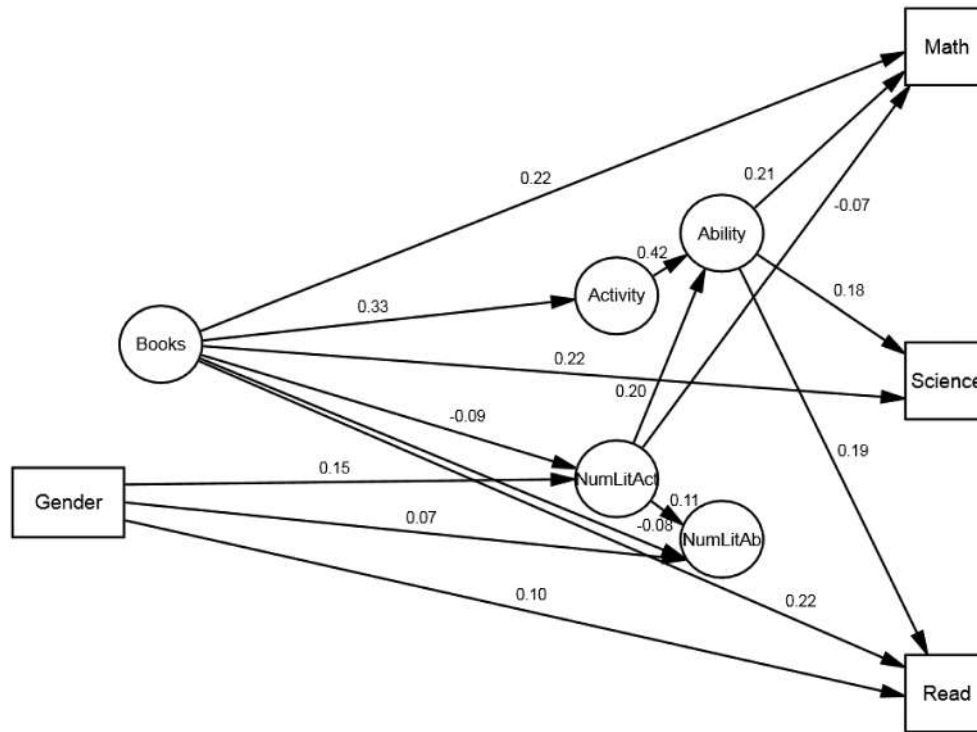 Math
0.22
0.21
-0.07
Ability
0.42
Activity
0.33
0.18
Books
0.22
Science
0.20
-0.09
0.19
0.15
NumLitAct
Gender
0.11
0.07
-0.08
NumLitAb
0.10
0.22
Read